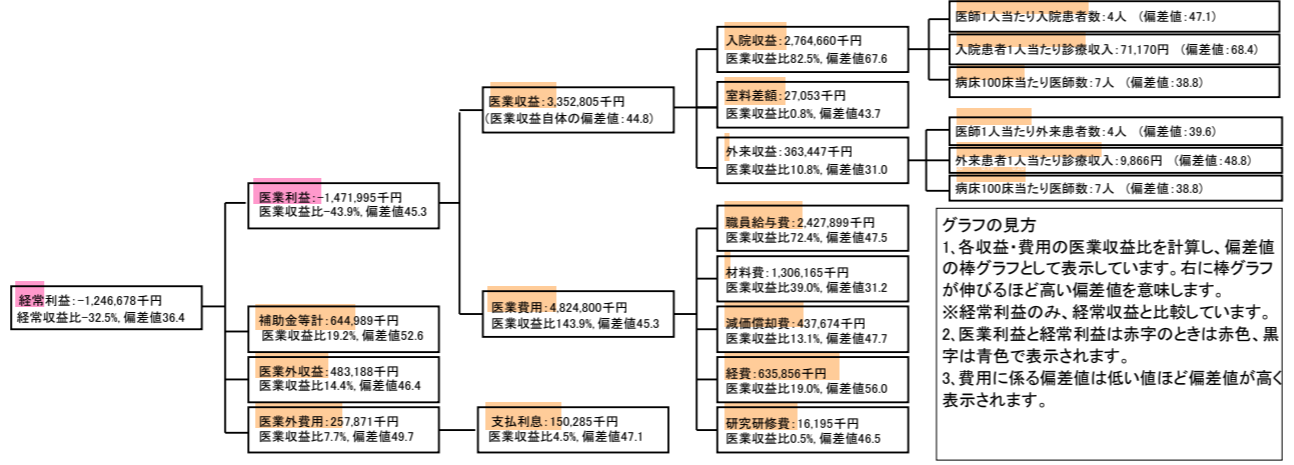 経常利益:-1,246,678千円
経常収益比-32.5%, 偏差値36.4
医業利益:-1,471,995千円
医業収益比-43.9%, 偏差値45.3
補助金等計:644,989千円
医業収益比19.2%, 偏差値52.6
医業外収益:483,188千円
医業収益比14.4%, 偏差値46.4
医業外費用:257,871千円
医業収益比7.7%, 偏差値49.7
医業収益:3,352,805千円
(医業収益自体の偏差値:44.8)
医業費用:4,824,800千円
医業収益比143.9%, 偏差値45.3
支払利息:150,285千円
医業収益比4.5%, 偏差値47.1
入院収益:2,764,660千円
医業収益比82.5%, 偏差値67.6
室料差額:27,053千円
医業収益比0.8%, 偏差値43.7
外来収益:363,447千円
医業収益比10.8%, 偏差値31.0
職員給与費:2,427,899千円
医業収益比72.4%, 偏差値47.5
材料費:1,306,165千円
医業収益比39.0%, 偏差値31.2
減価償却費:437,674千円
医業収益比13.1%, 偏差値47.7
経費:635,856千円
医業収益比19.0%, 偏差値56.0
研究研修費:16,195千円
医業収益比0.5%, 偏差値46.5
医師1人当たり入院患者数:4人 (偏差値:47.1)
入院患者1人当たり診療収入:71,170円 (偏差値:68.4)
病床100床当たり医師数:7人 (偏差値:38.8)
医師1人当たり外来患者数:4人 (偏差値:39.6)
外来患者1人当たり診療収入:9,866円 (偏差値:48.8)
病床100床当たり医師数:7人 (偏差値:38.8)
グラフの見方
1、各収益・費用の医業収益比を計算し、偏差値
の棒グラフとして表示しています。右に棒グラフ
が伸びるほど高い偏差値を意味します。
※経常利益のみ、経常収益と比較しています。
2、医業利益と経常利益は赤字のときは赤色、黒
字は青色で表示されます。
3、費用に係る偏差値は低い値ほど偏差値が高く
表示されます。